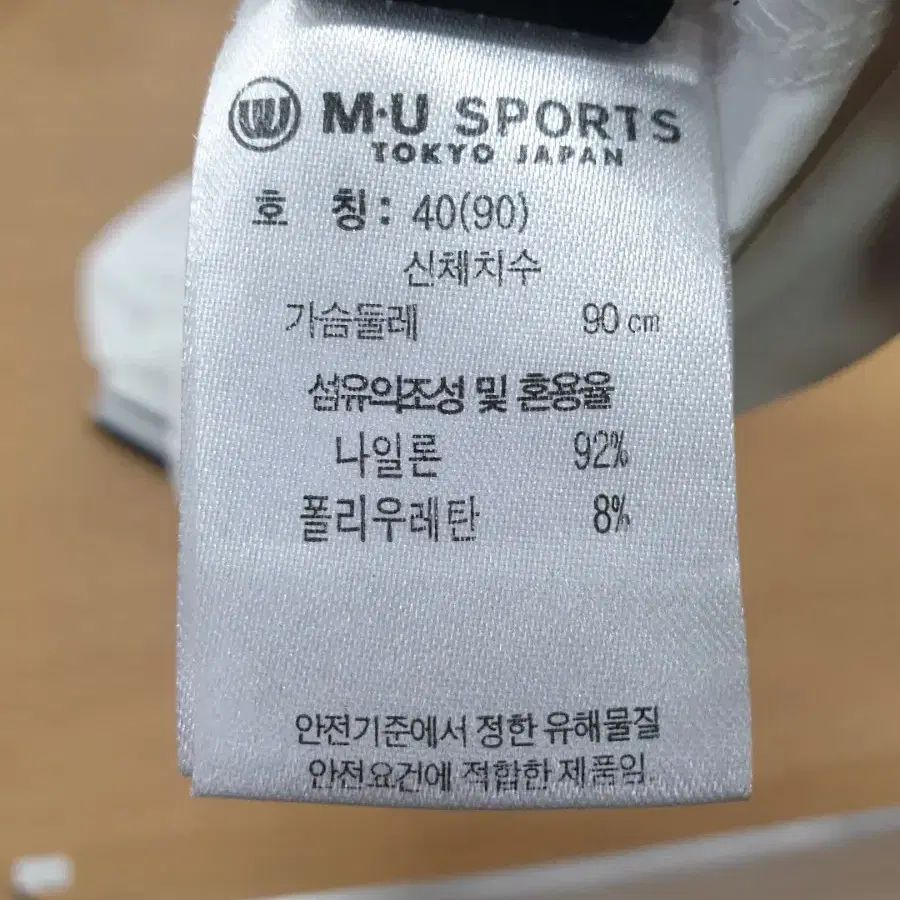 M·U SPORTS
TOKYO JAPAN
호 칭: 40(90)
신체치수
가슴둘레 90 cm
섬유의조성 및 혼용율
나일론 92%
폴리우레탄 8%
안전기준에서 정한 유해물질
안전요건에 적합한 제품임.